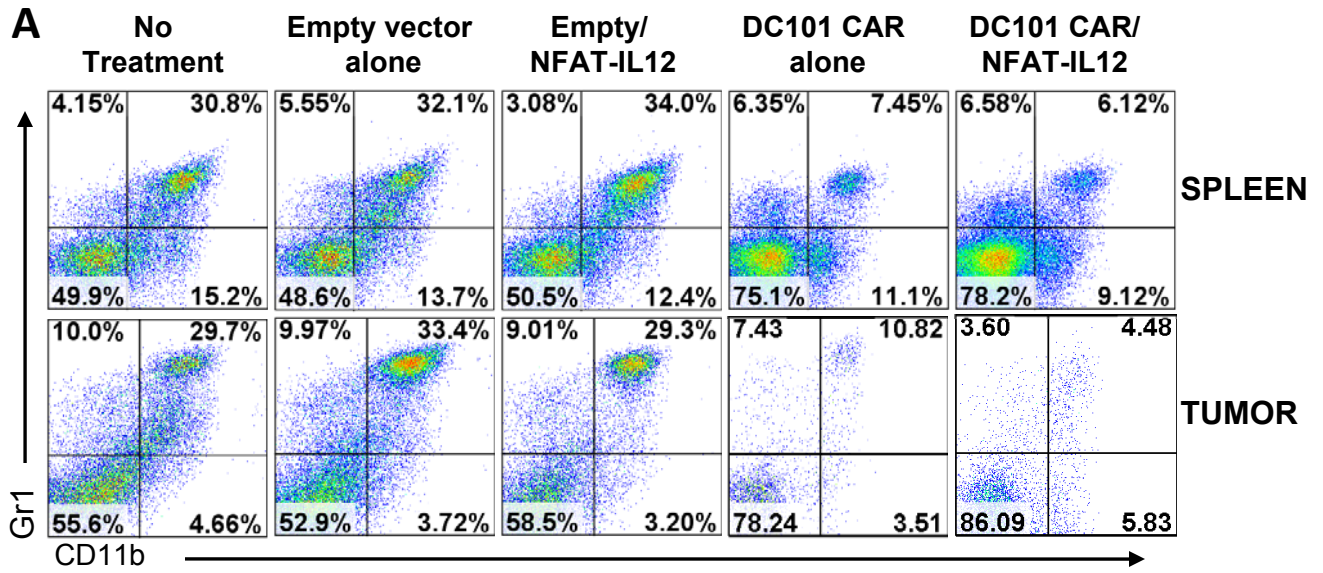 A
No Treatment
Empty vector alone
Empty/ NFAT-IL12
DC101 CAR alone
DC101 CAR/ NFAT-IL12
4.15% 30.8% 5.55% 32.1% 3.08% 34.0% 6.35% 7.45% 6.58% 6.12%
SPLEEN
49.9% 15.2% 48.6% 13.7% 50.5% 12.4% 75.1% 11.1% 78.2% 9.12%
10.0% 29.7% 9.97% 33.4% 9.01% 29.3% 7.43 10.82 3.60 4.48
TUMOR
55.6% 4.66% 52.9% 3.72% 58.5% 3.20% 78.24 3.51 86.09 5.83
Gr1
CD11b